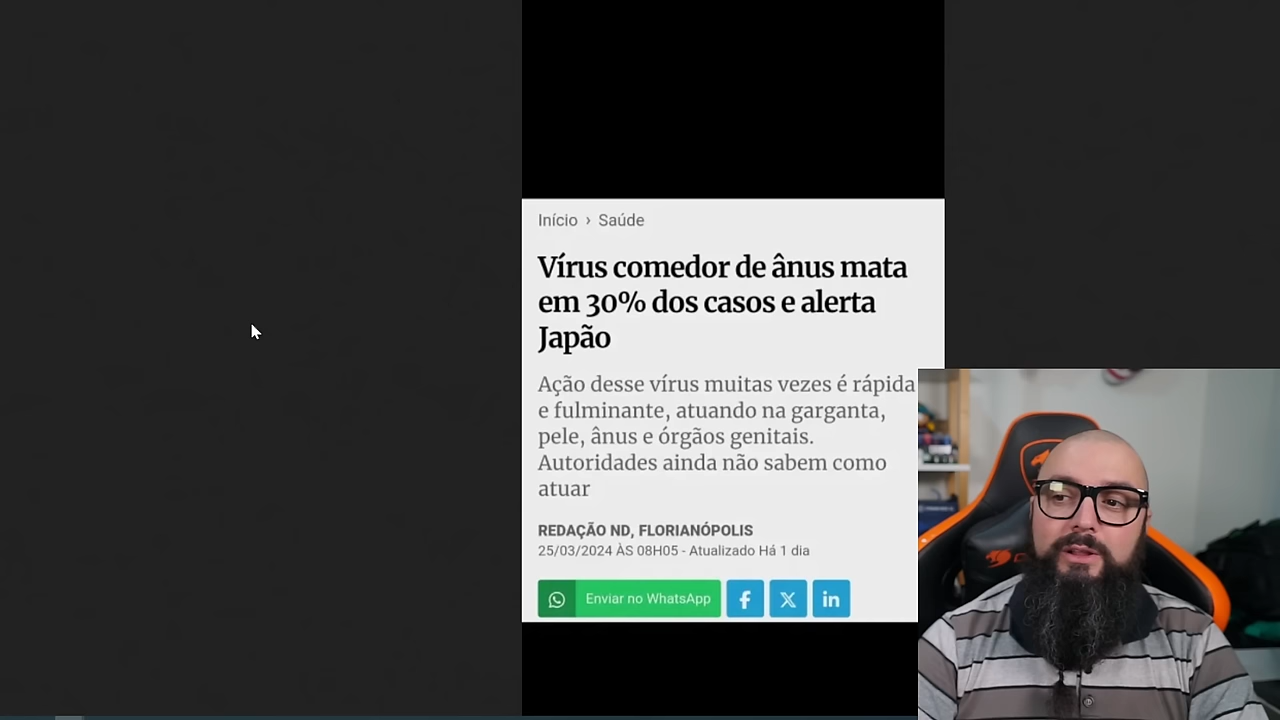 Início › Saúde
Vírus comedor de ânus mata
em 30% dos casos e alerta
Japão
Ação desse vírus muitas vezes é rápida
e fulminante, atuando na garganta,
pele, ânus e órgãos genitais.
Autoridades ainda não sabem como
atuar
REDAÇÃO ND, FLORIANÓPOLIS
25/03/2024 ÀS 08H05 - Atualizado Há 1 dia
Enviar no WhatsApp